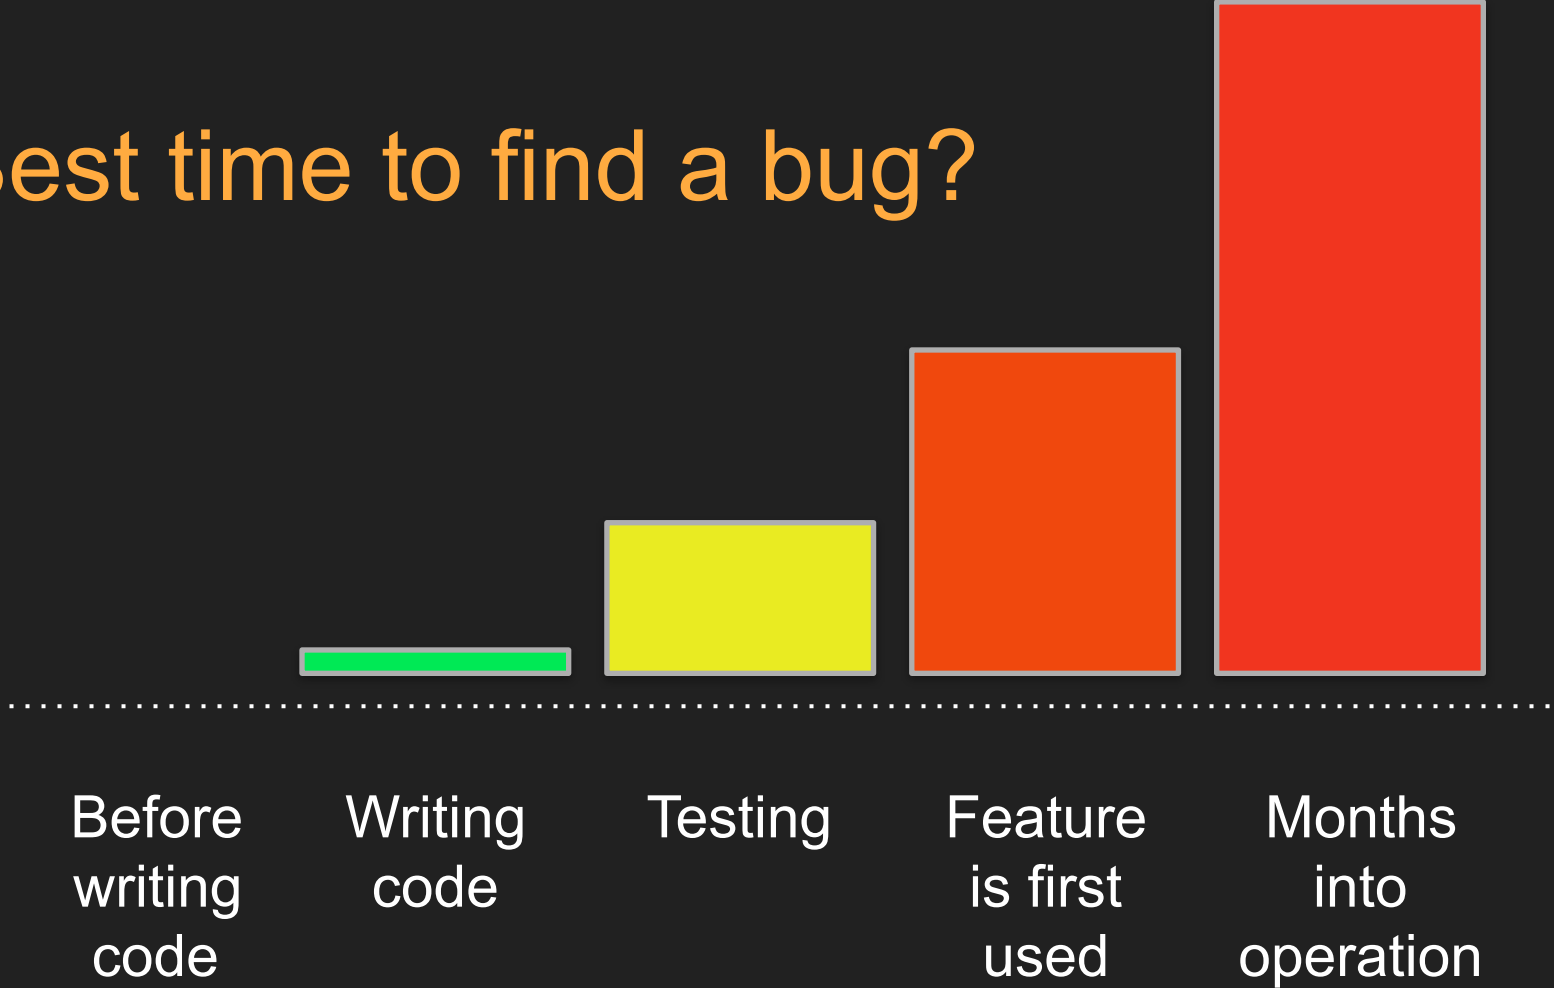 est time to find a bug?
Before
writing
code
Writing
code
Testing
Feature
is first
used
Months
into
operation